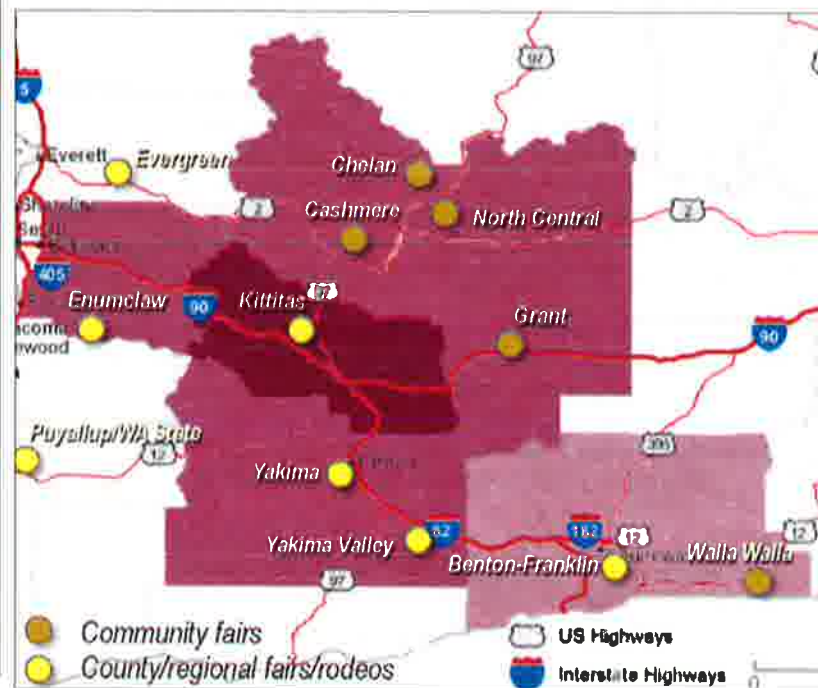 97
5
Everett
Evergreen
Chelan
2
Cashmere
North Central
2
405
Enumclaw
90
Kittitas
97
Grant
90
Puyallup/WA State
12
395
Yakima
Yakima Valley
82
182
12
12
Benton-Franklin
Walla Walla
97
Community fairs
County/regional fairs/rodeos
US Highways
Interstate Highways
0